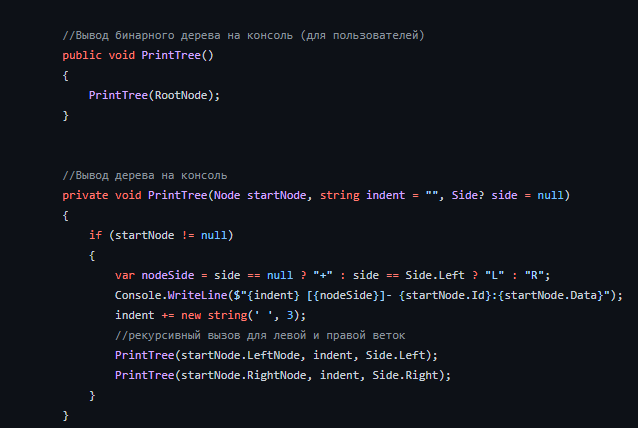 //Вывод бинарного дерева на консоль (для пользователей)
public void PrintTree()
{
    PrintTree(RootNode);
}
//Вывод дерева на консоль
private void PrintTree(Node startNode, string indent = "", Side? side = null)
{
    if (startNode != null)
    {
        var nodeSide = side == null ? "+" : side == Side.Left ? "L" : "R";
        Console.WriteLine($"{indent} [{nodeSide}]- {startNode.Id}:{startNode.Data}");
        indent += new string(' ', 3);
        //рекурсивный вызов для левой и правой веток
        PrintTree(startNode.LeftNode, indent, Side.Left);
        PrintTree(startNode.RightNode, indent, Side.Right);
    }
}